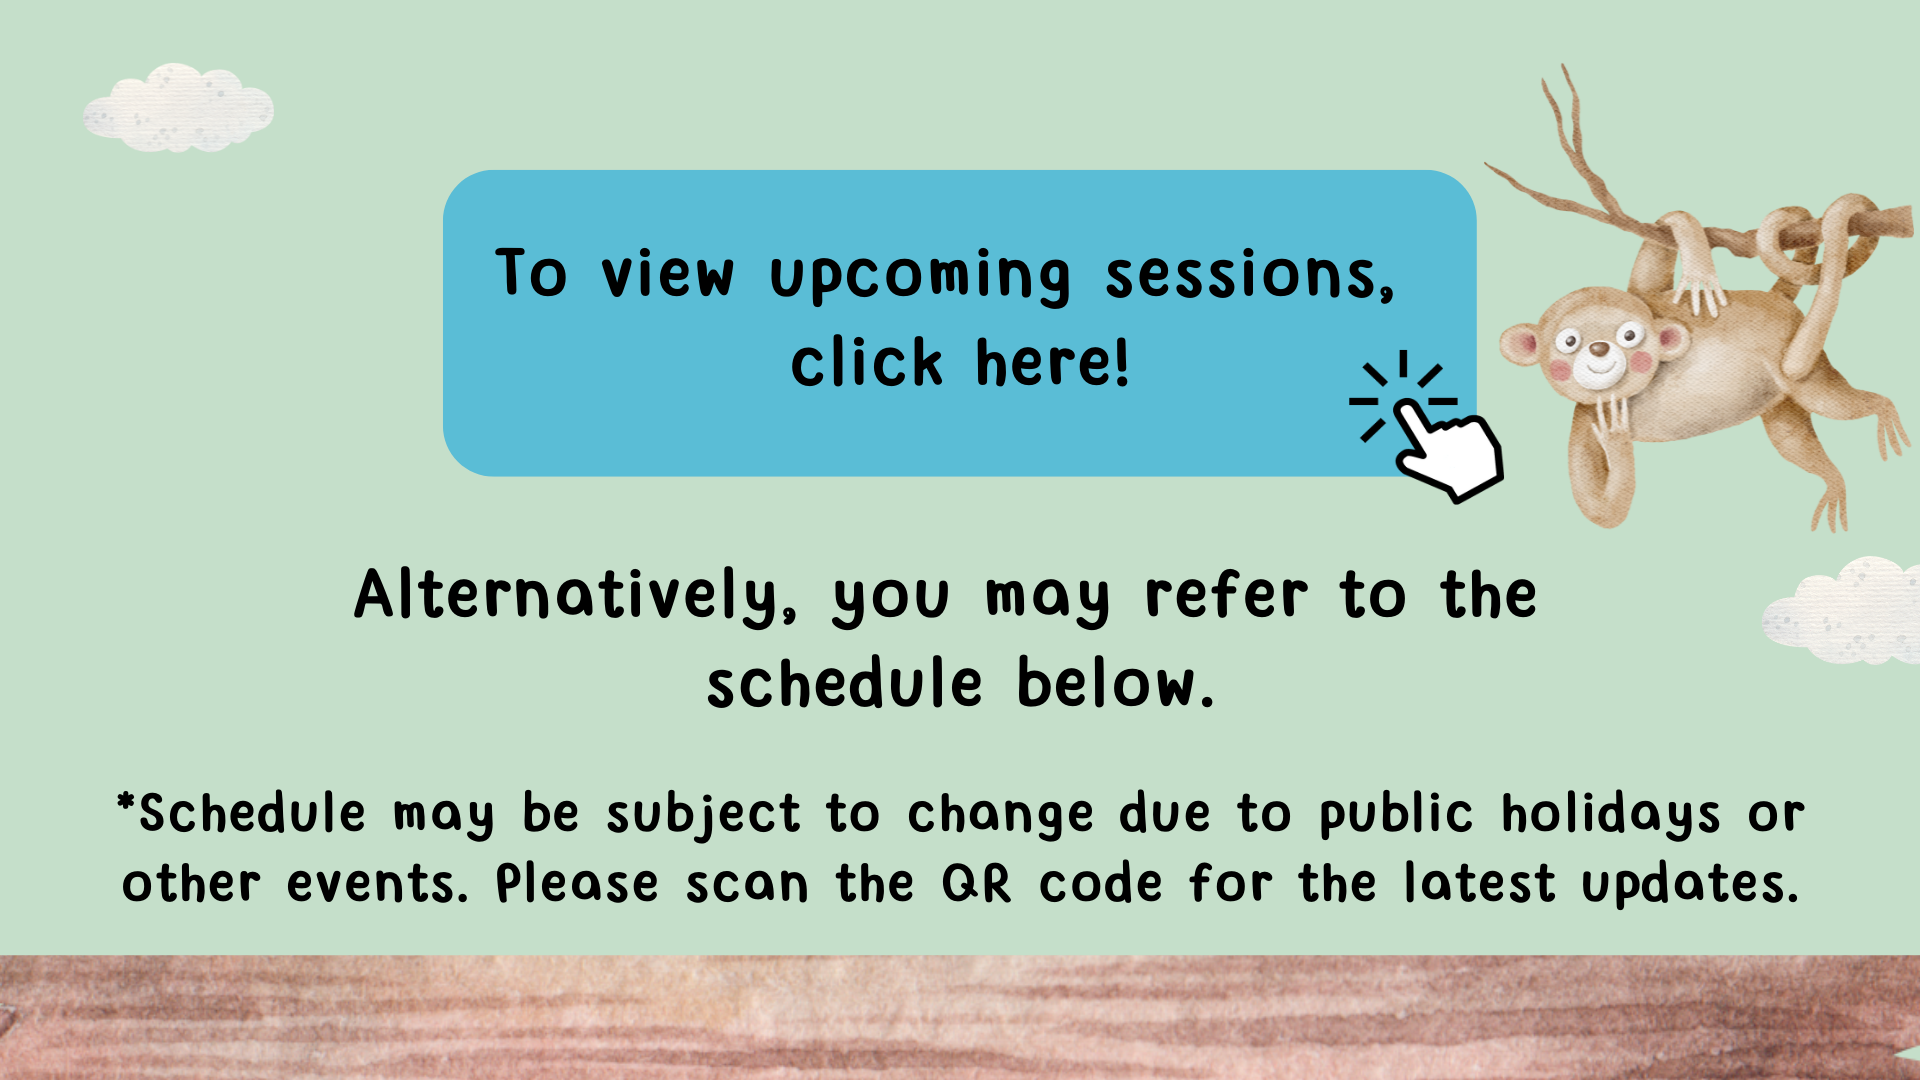 To view upcoming sessions,
click here!
Alternatively, you may refer to the
schedule below.
*Schedule may be subject to change due to public holidays or
other events. Please scan the QR code for the latest updates.